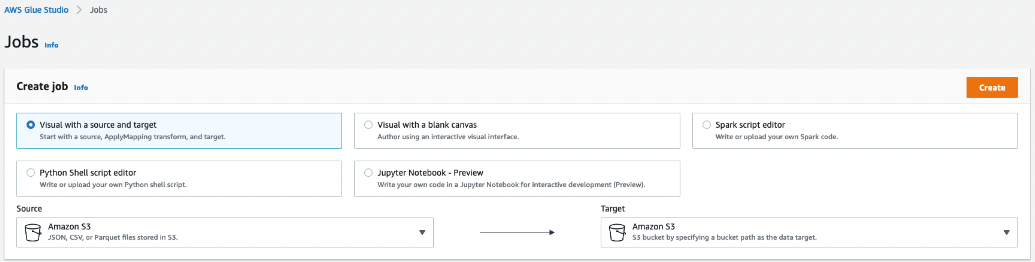 AWS Glue Studio > Jobs
Jobs Info
Create job Info
Create
Visual with a source and target
Start with a source, ApplyMapping transform, and target.
Visual with a blank canvas
Author using an interactive visual interface.
Spark script editor
Write or upload your own Spark code.
Python Shell script editor
Write or upload your own Python shell script.
Jupyter Notebook - Preview
Write your own code in a Jupyter Notebook for interactive development (Preview).
Source
Amazon S3
JSON, CSV, or Parquet files stored in S3.
Target
Amazon S3
S3 bucket by specifying a bucket path as the data target.